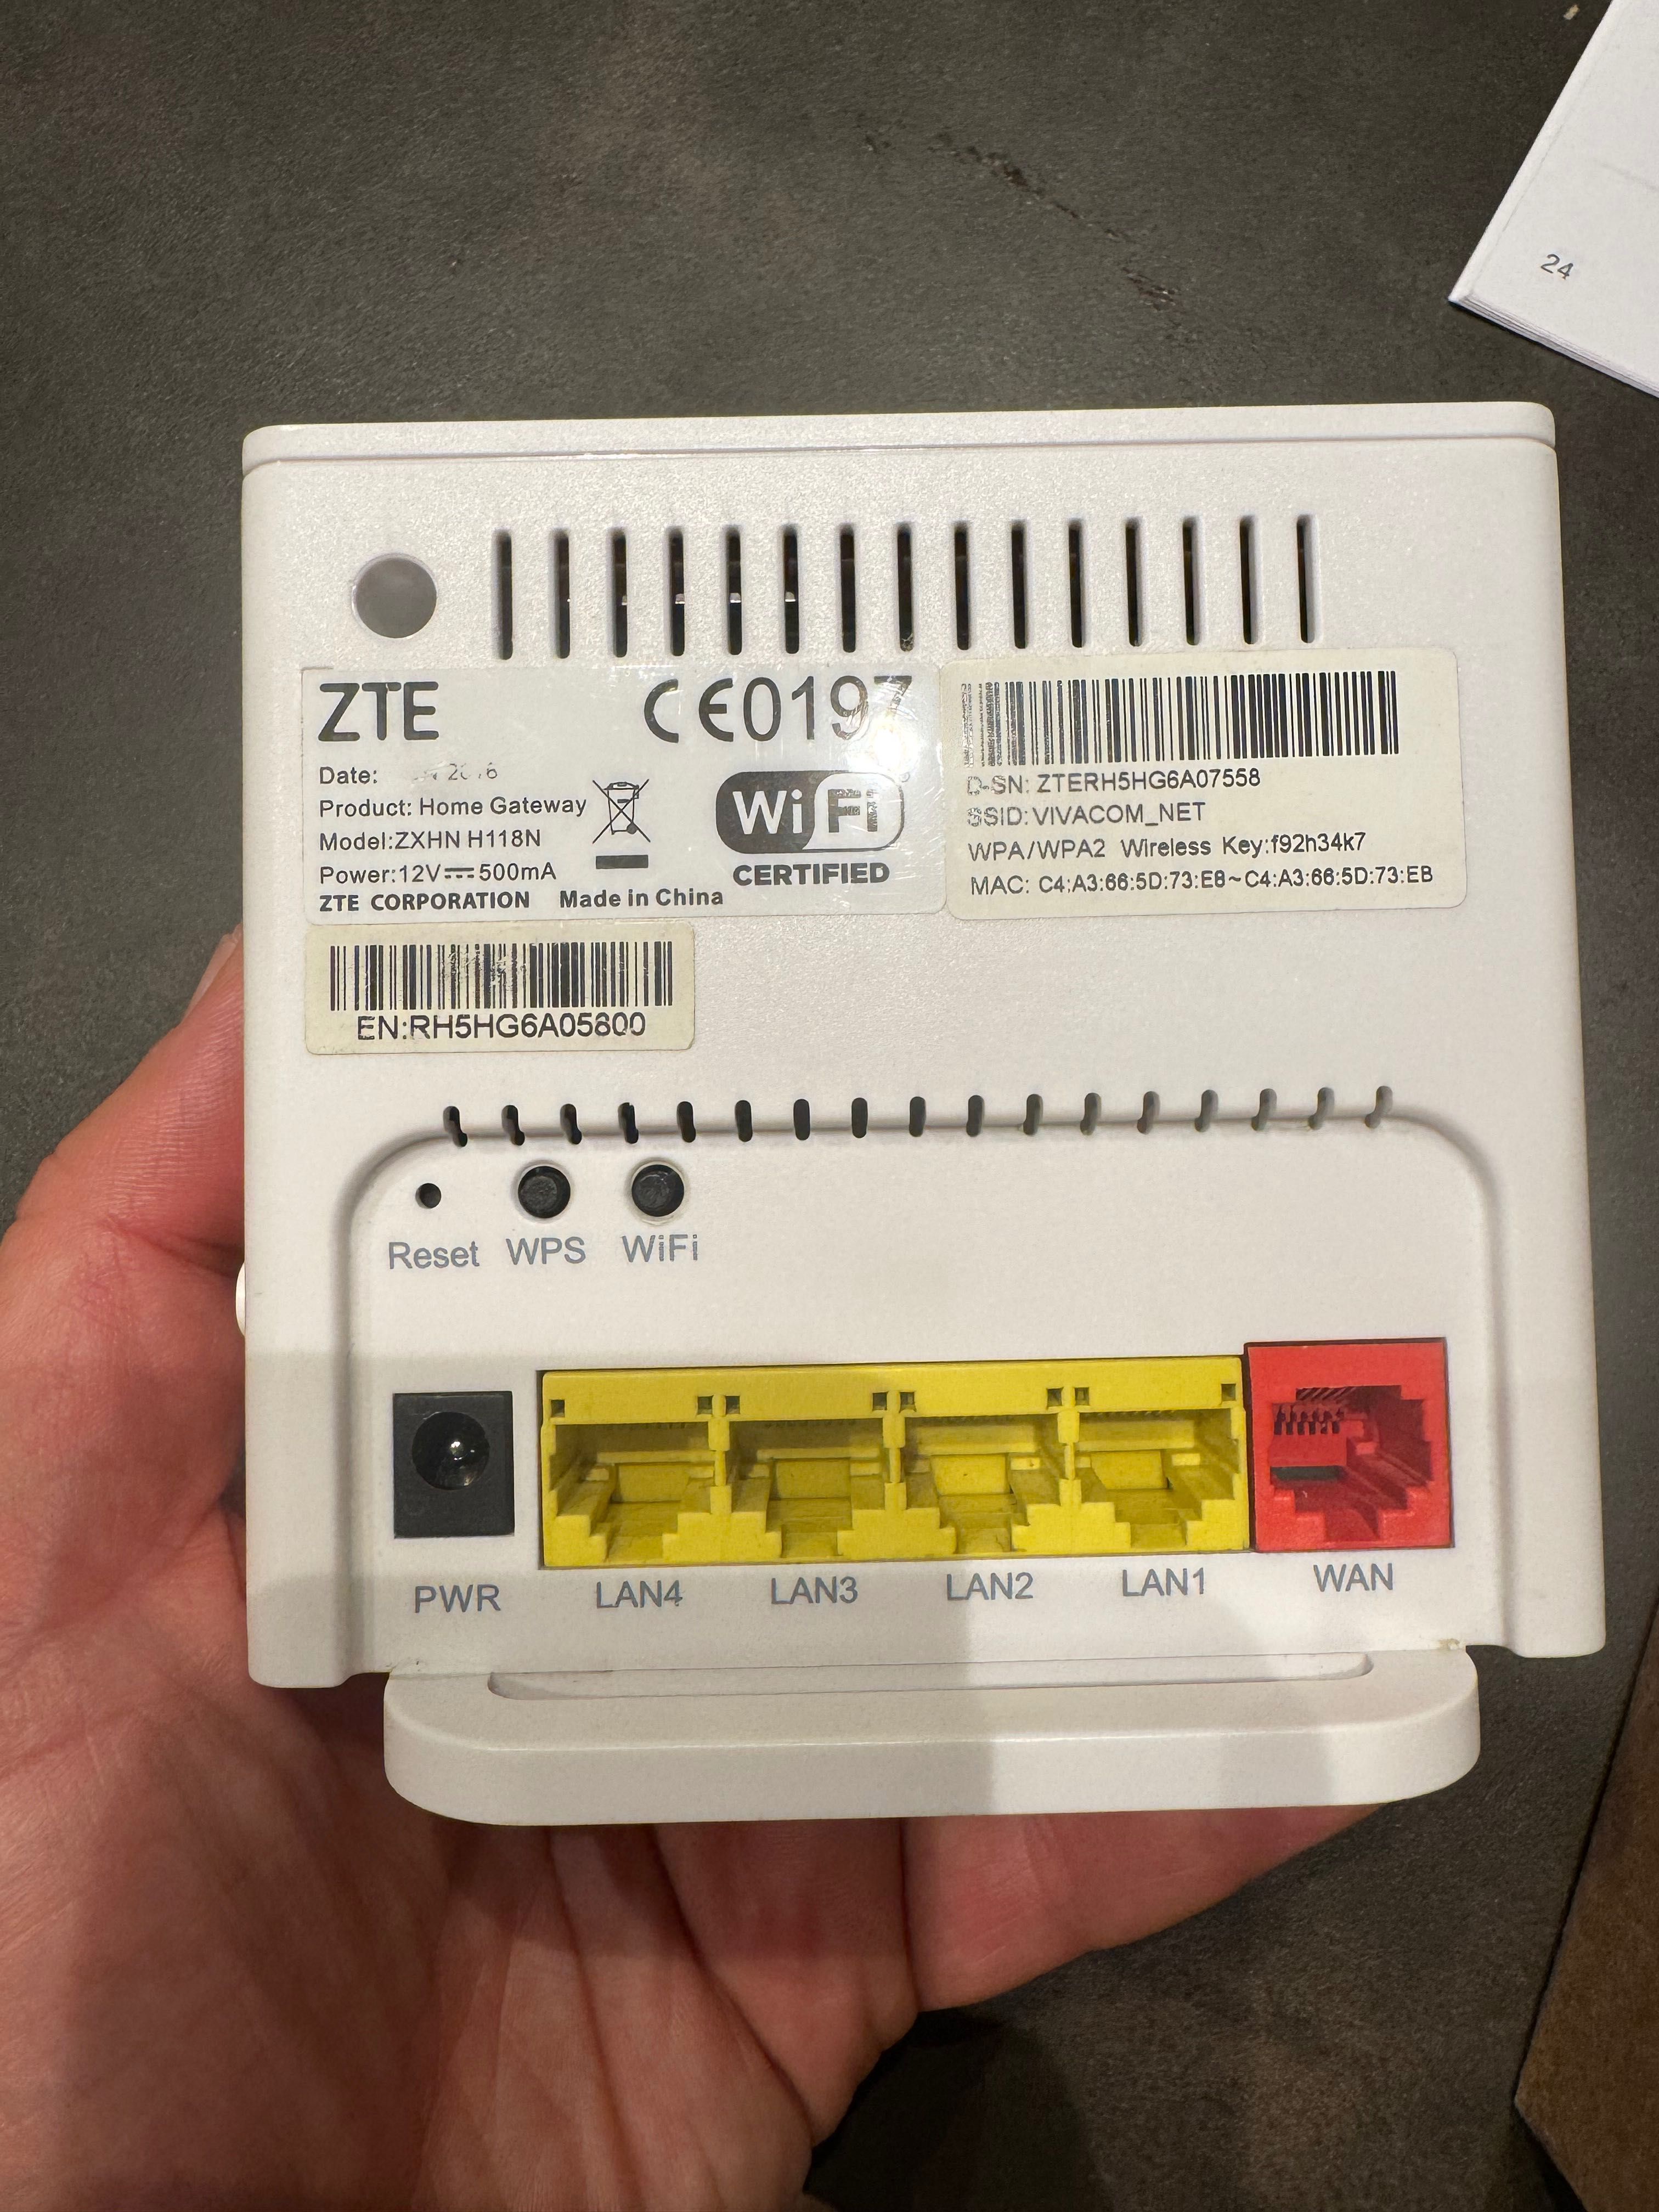 24
ZTE
CE0197
Date:
Product: Home Gateway
Model:ZXHN H118N
Power:12V 500mA
ZTE CORPORATION Made in China
WiFi
CERTIFIED
D-SN: ZTERH5HG6A07558
SSID:VIVACOM_NET
WPA/WPA2 Wireless Key:f92h34k7
MAC: C4:A3:66:5D:73:E8~C4:A3:66:5D:73:EB
EN:RH5HG6A05800
Reset WPS WiFi
PWR LAN4 LAN3 LAN2 LAN1 WAN